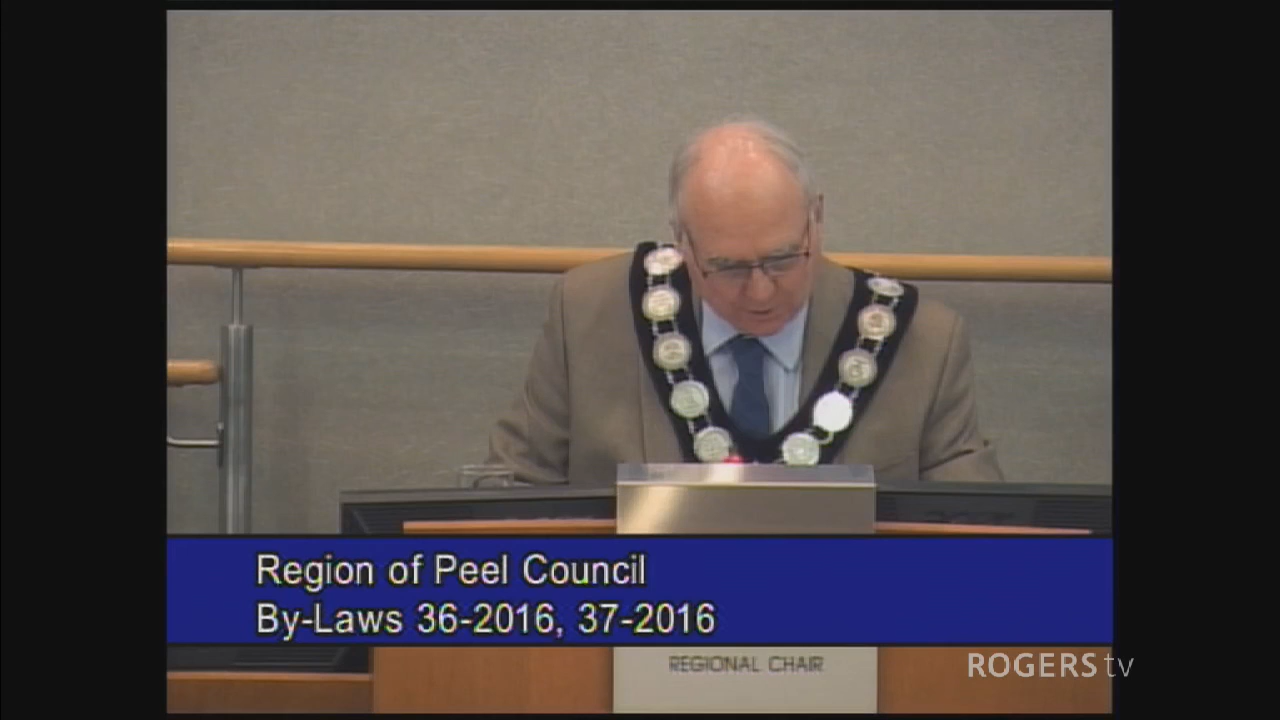 Region of Peel Council
By-Laws 36-2016, 37-2016
REGIONAL CHAIR
ROGERS tv